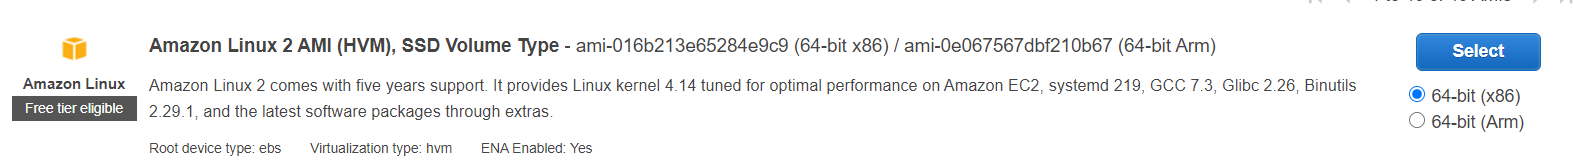 Amazon Linux 2 AMI (HVM), SSD Volume Type - ami-016b213e65284e9c9 (64-bit x86) / ami-0e067567dbf210b67 (64-bit Arm)
Select
Amazon Linux
Free tier eligible
Amazon Linux 2 comes with five years support. It provides Linux kernel 4.14 tuned for optimal performance on Amazon EC2, systemd 219, GCC 7.3, Glibc 2.26, Binutils
2.29.1, and the latest software packages through extras.
64-bit (x86)
64-bit (Arm)
Root device type: ebs Virtualization type: hvm ENA Enabled: Yes